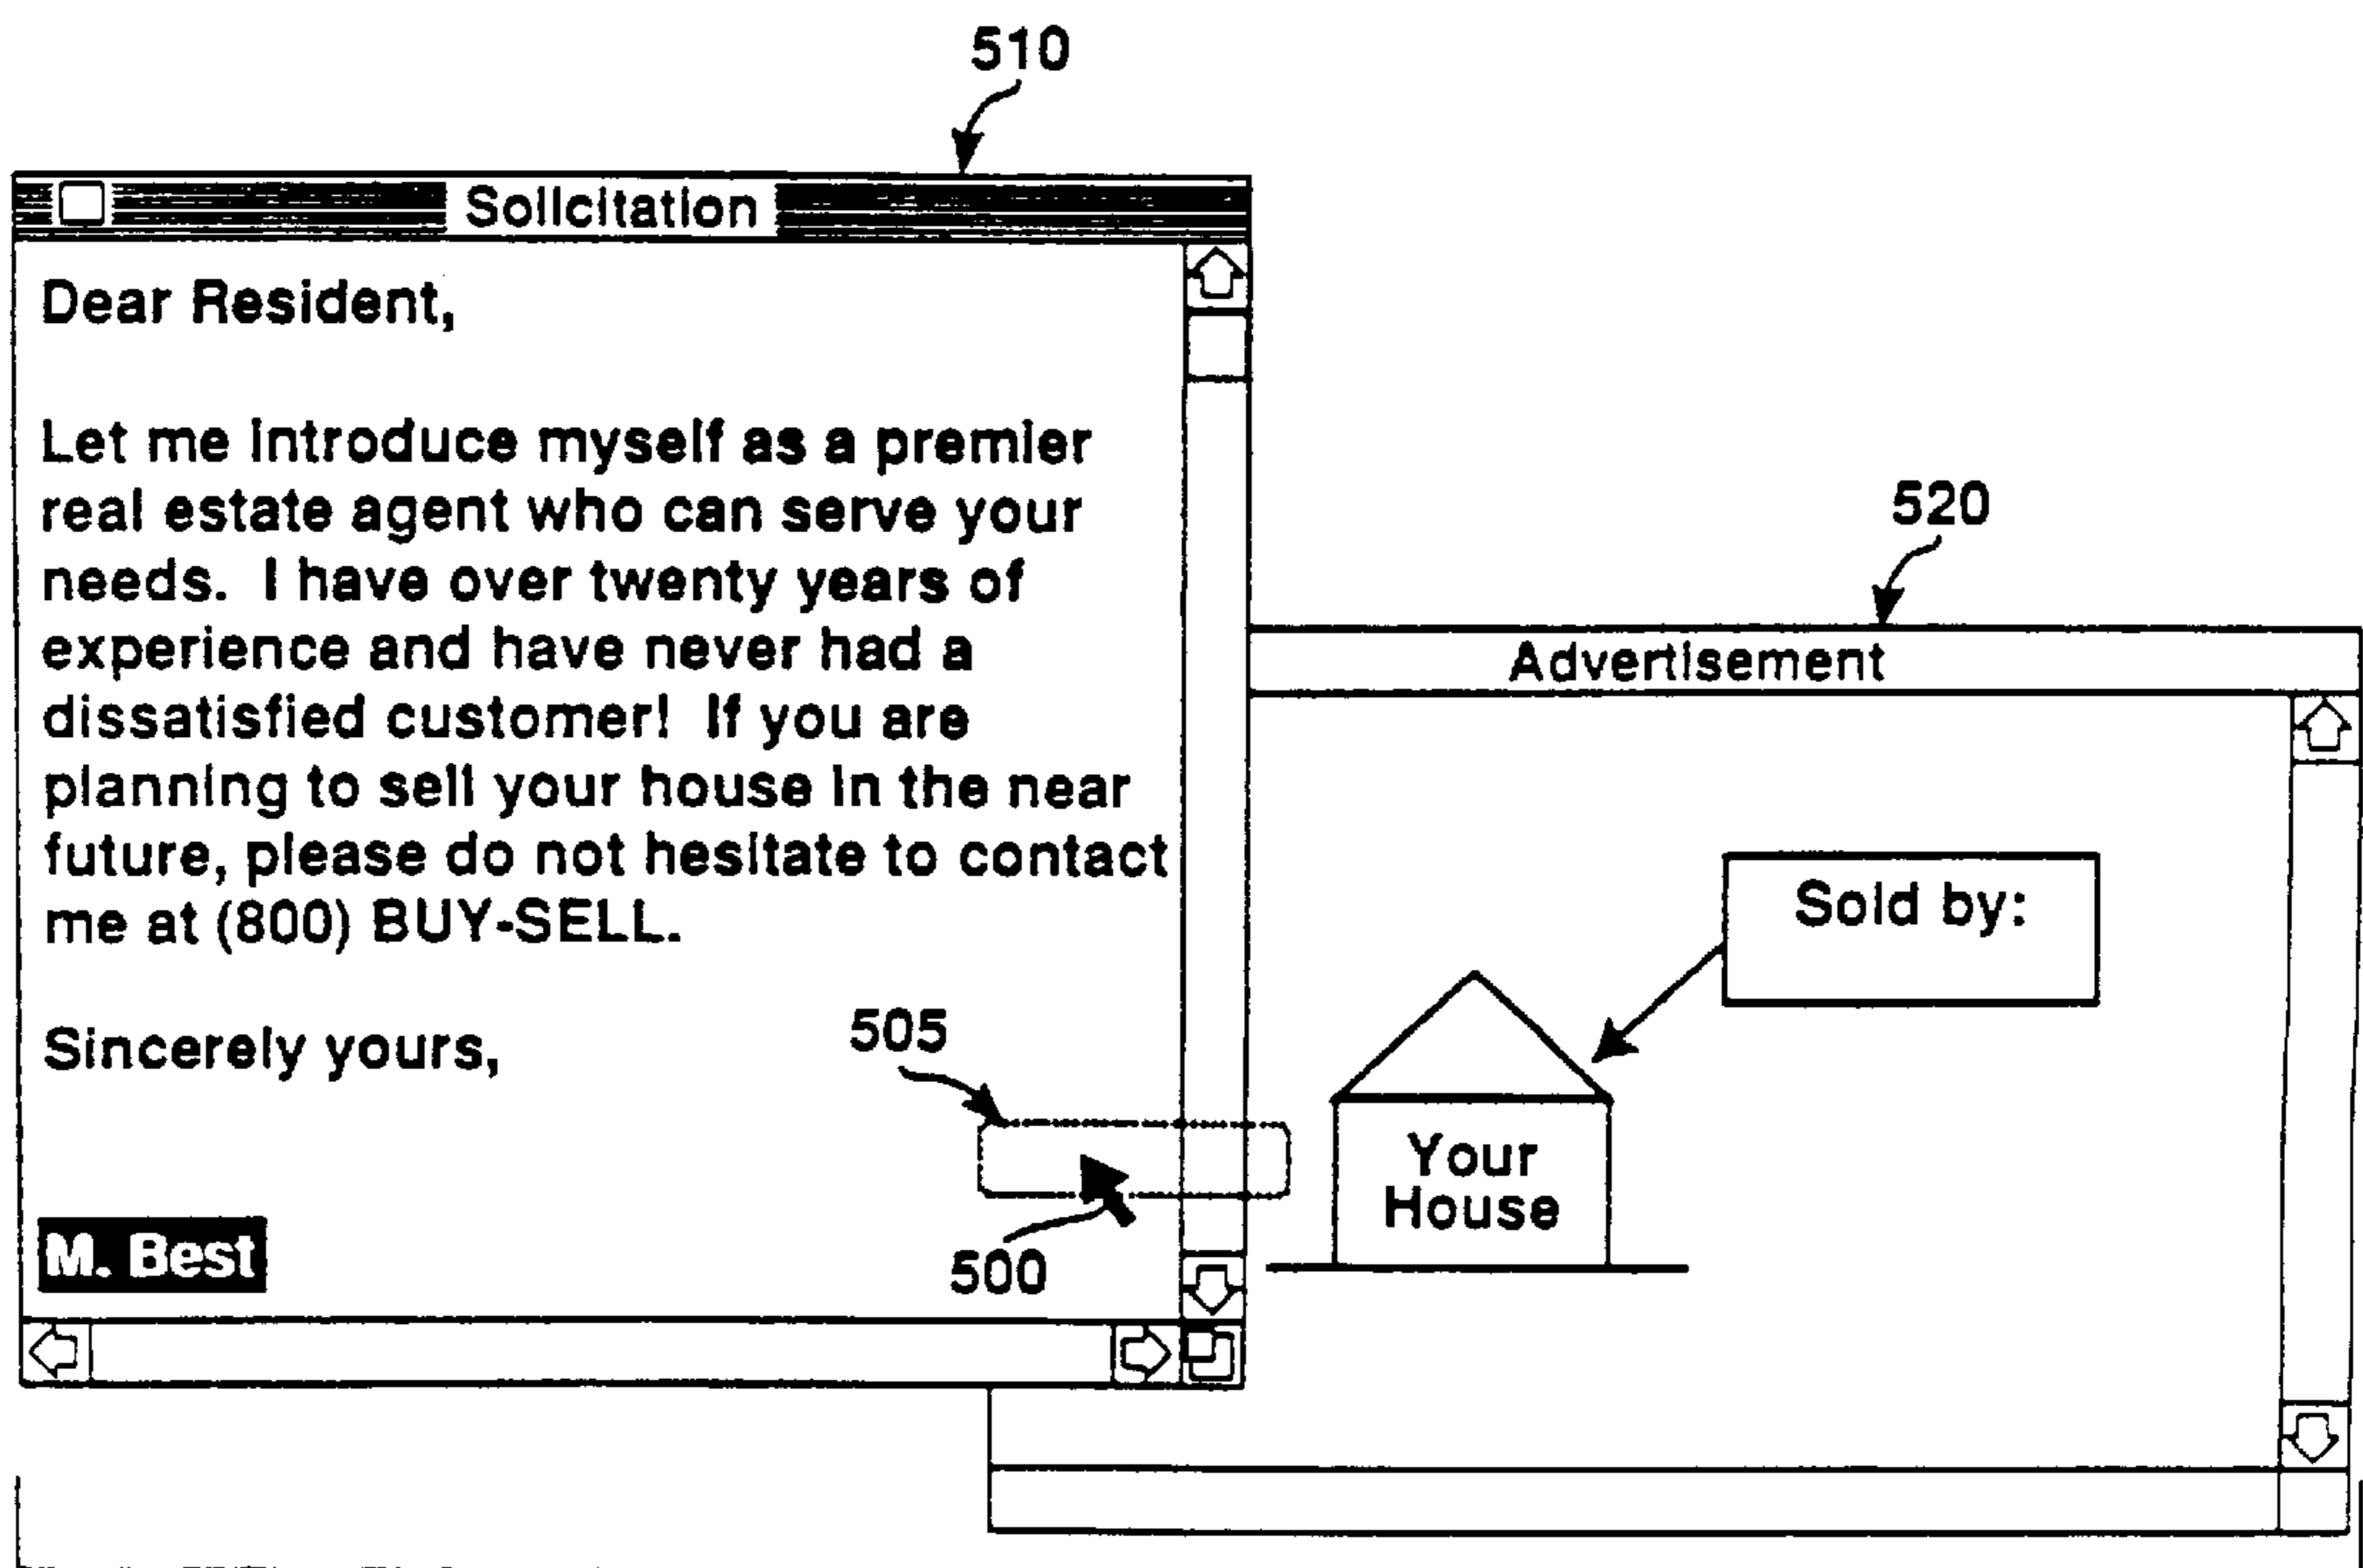 510
Solicitation
Dear Resident,
Let me introduce myself as a premier
real estate agent who can serve your
needs. I have over twenty years of
experience and have never had a
dissatisfied customer! If you are
planning to sell your house in the near
future, please do not hesitate to contact
me at (800) BUY-SELL.
Sincerely yours,
505
500
M. Best
520
Advertisement
Sold by:
Your
House